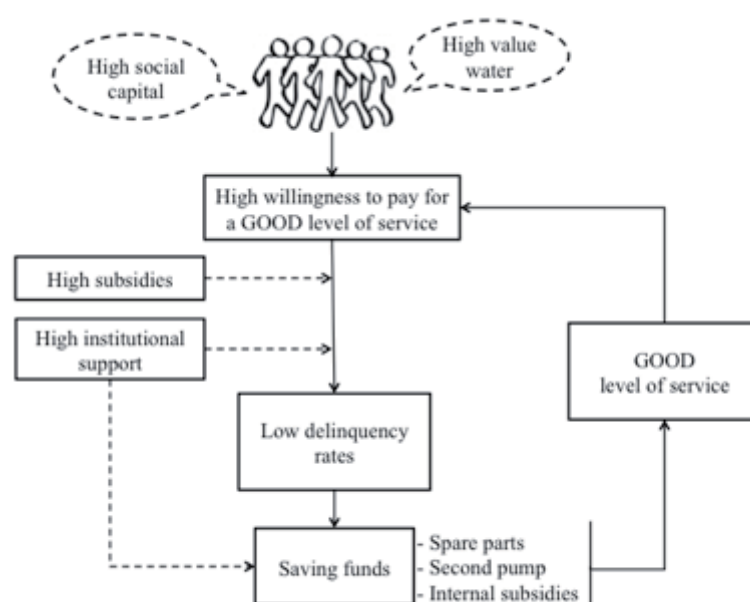 High social
capital
High value
water
High willingness to pay for
a GOOD level of service
High subsidies
High institutional
support
GOOD
level of service
Low delinquency
rates
Saving funds
- Spare parts
- Second pump
- Internal subsidies